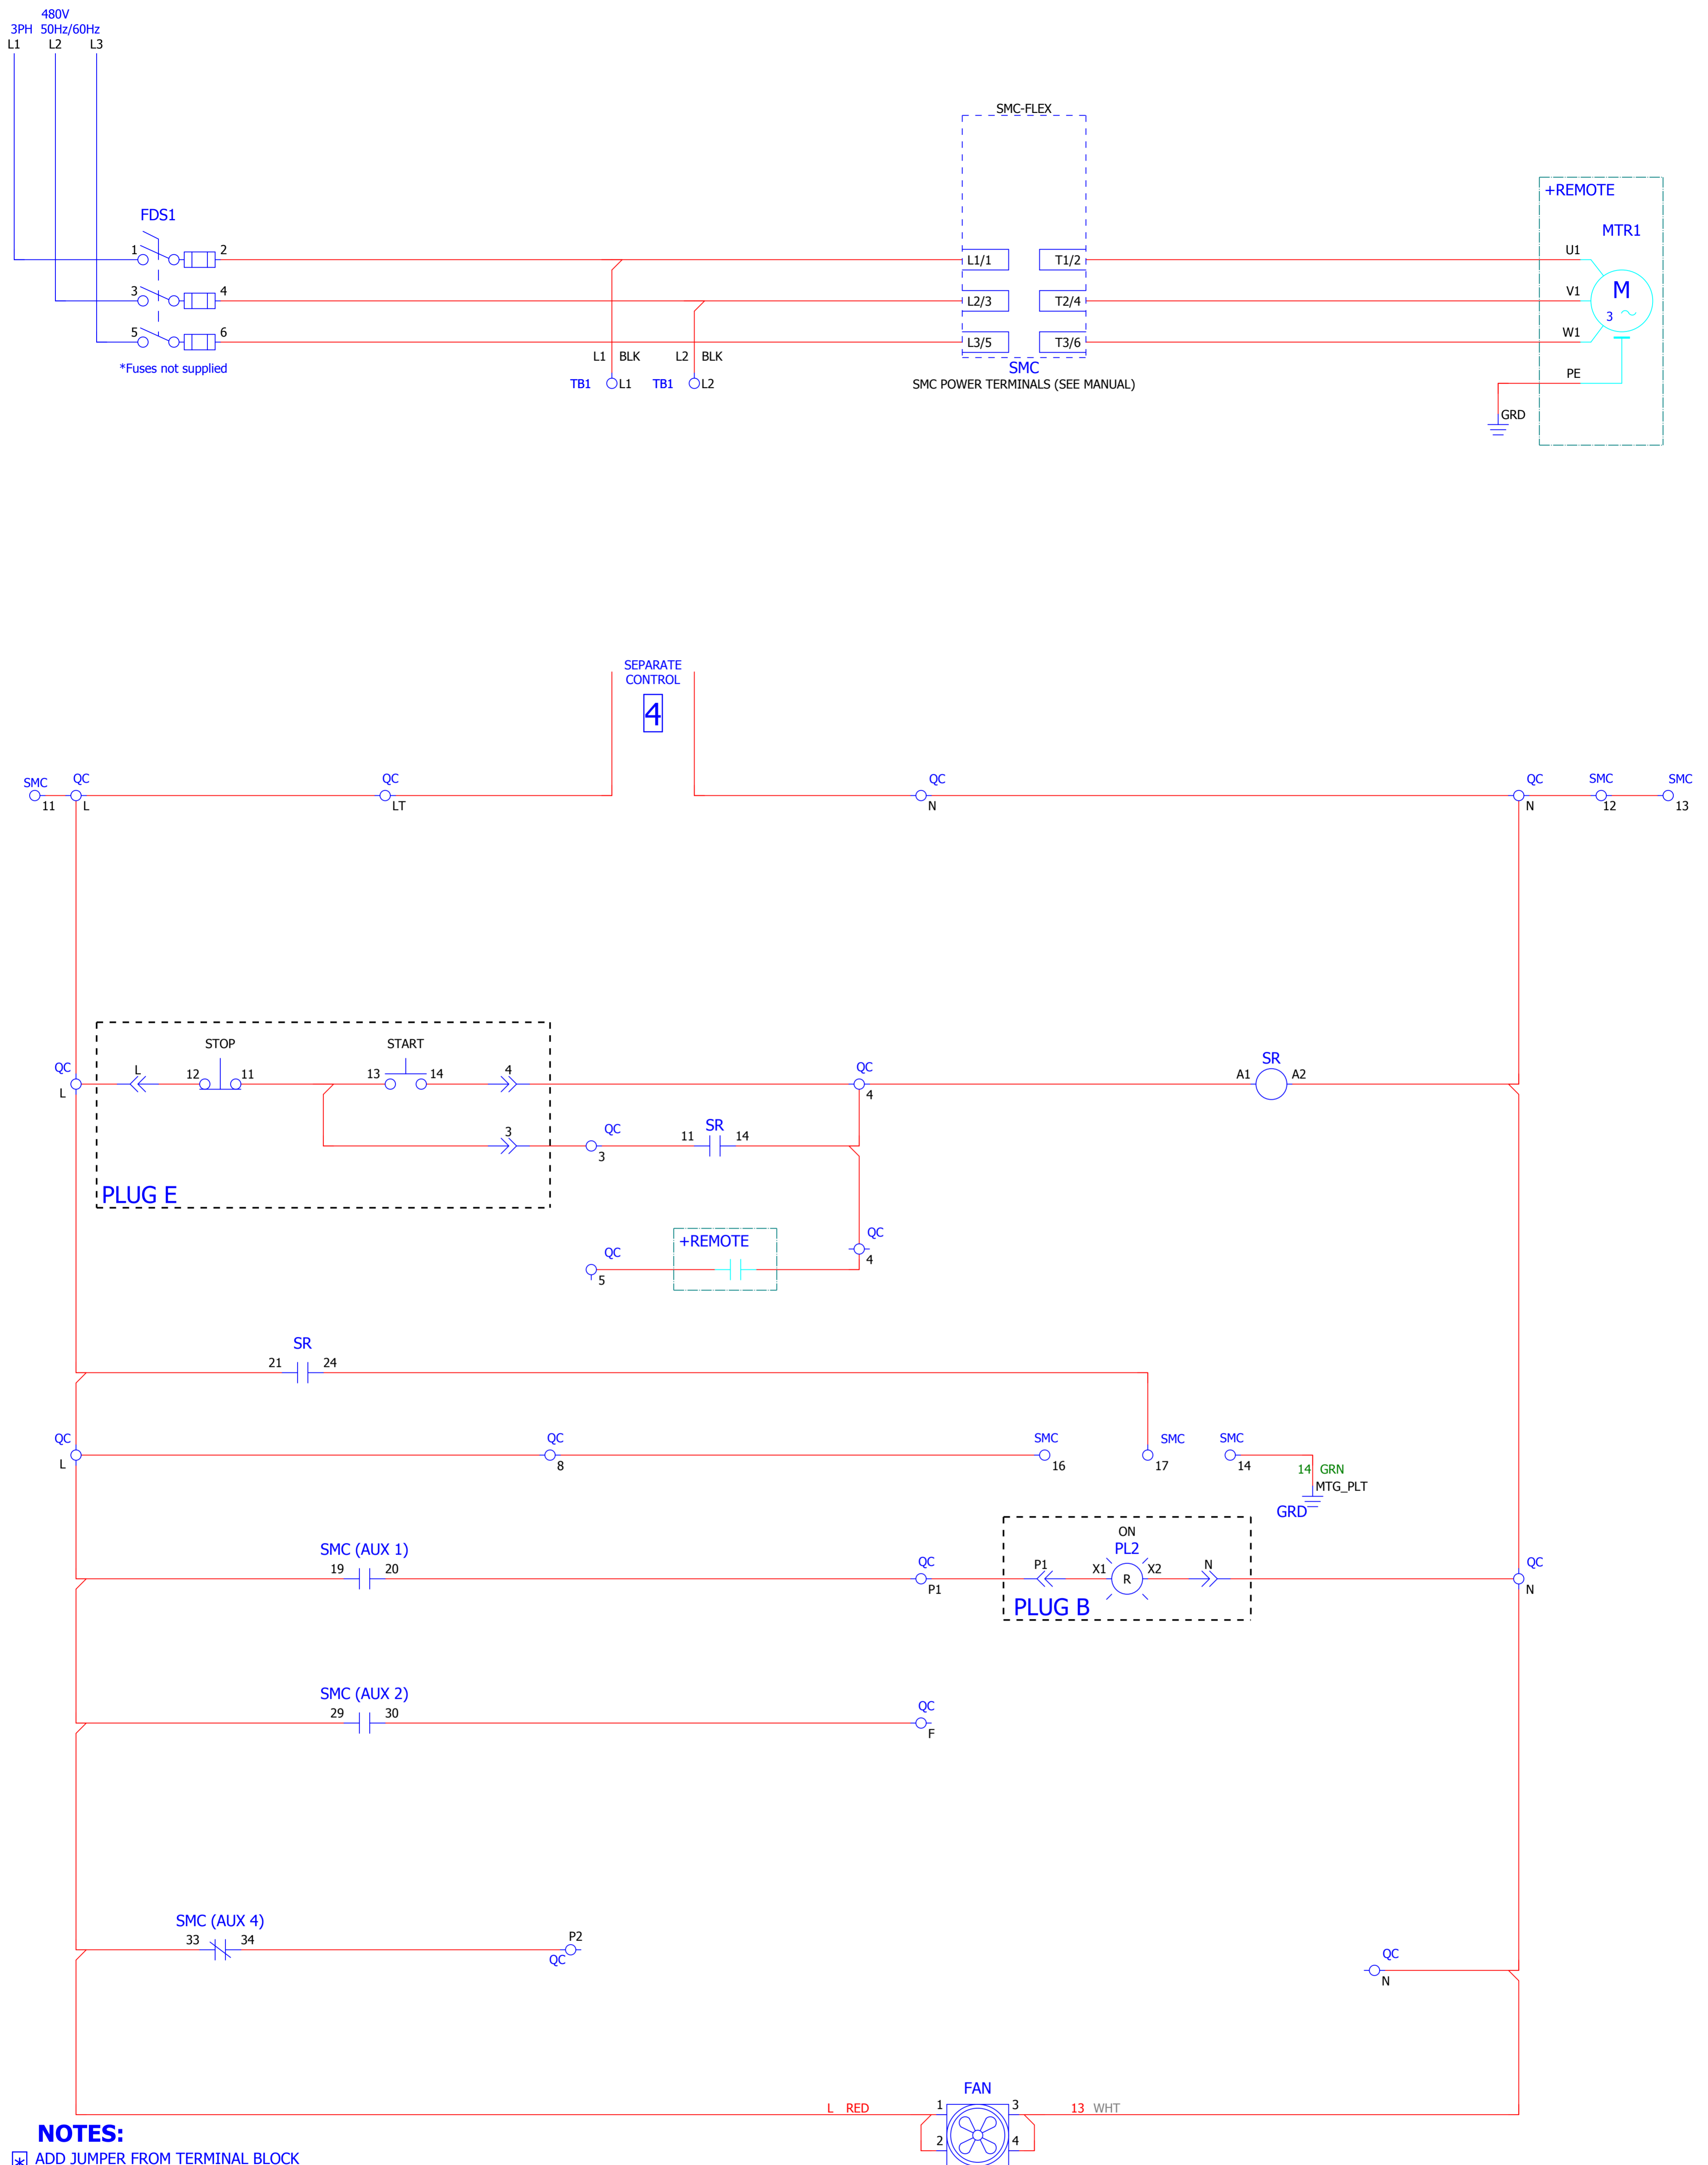 480V
3PH 50Hz/60Hz
L1 L2 L3
SMC-FLEX
+REMOTE
MTR1
FDS1
1 2
L1/1 T1/2
U1
3 4
L2/3 T2/4
V1
M
3
5 6
L3/5 T3/6
W1
*Fuses not supplied
L1 BLK L2 BLK
TB1 L1 TB1 L2
SMC
SMC POWER TERMINALS (SEE MANUAL)
PE
GRD
SEPARATE
CONTROL
4
SMC QC QC QC QC SMC SMC
11 L LT N N 12 13
STOP START
QC L 12 11 13 14 4 QC SR
A1 A2
L 4
3 QC 11 SR 14
3
PLUG E
+REMOTE
QC QC
5 4
SR
21 24
QC QC SMC SMC SMC
L 8 16 17 14
14 GRN
MTG_PLT
GRD
ON
PL2
SMC (AUX 1)
19 20 QC P1 X1 R X2 N QC
P1 N
PLUG B
SMC (AUX 2)
29 30 QC
F
SMC (AUX 4)
33 34 P2
QC
QC
N
FAN
L RED 1 3 13 WHT
2 4
NOTES:
* ADD JUMPER FROM TERMINAL BLOCK